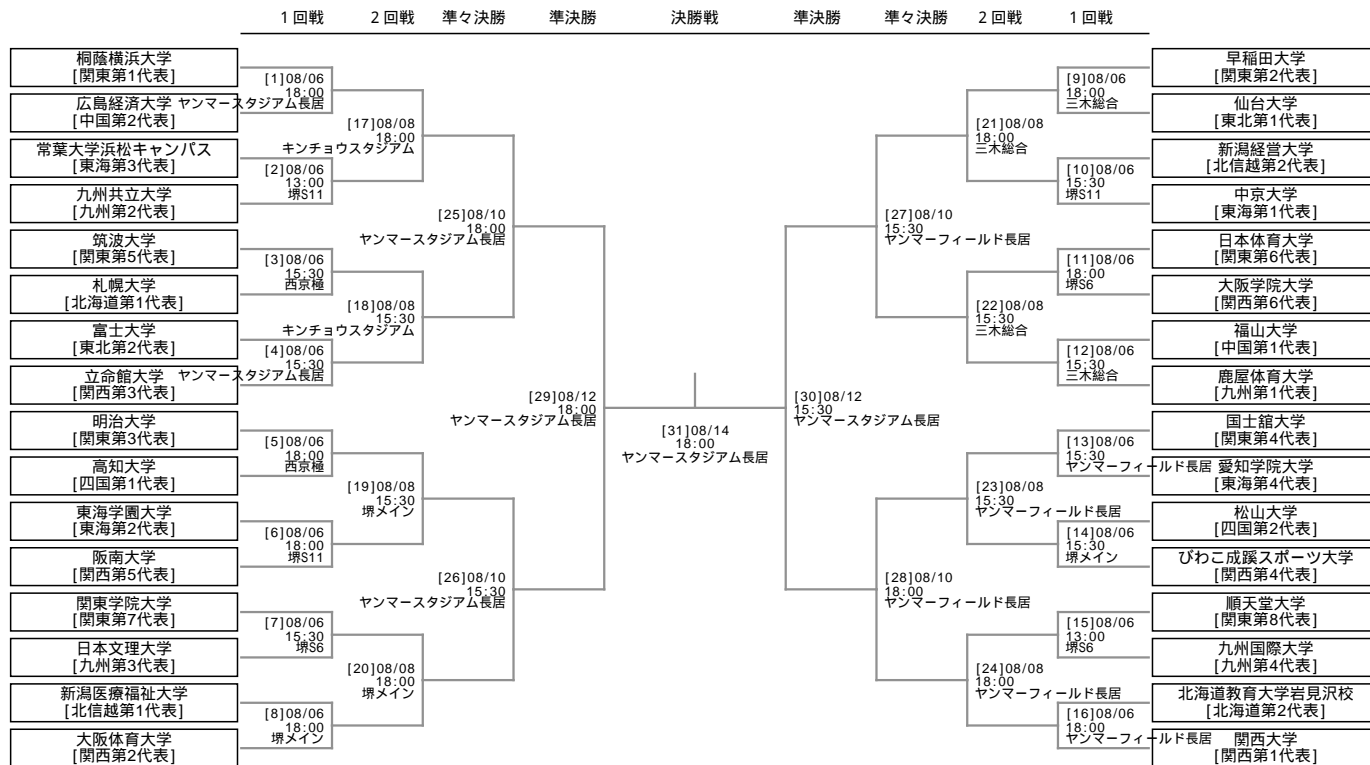 1回戦 2回戦 準々決勝 準決勝 決勝戦 準決勝 準々決勝 2回戦 1回戦
桐蔭横浜大学
[関東第1代表]
広島経済大学
[中国第2代表]
常葉大学浜松キャンパス
[東海第3代表]
九州共立大学
[九州第2代表]
筑波大学
[関東第5代表]
札幌大学
[北海道第1代表]
富士大学
[東北第2代表]
立命館大学
[関西第3代表]
明治大学
[関東第3代表]
高知大学
[四国第1代表]
東海学園大学
[東海第2代表]
阪南大学
[関西第5代表]
関東学院大学
[関東第7代表]
日本文理大学
[九州第3代表]
新潟医療福祉大学
[北信越第1代表]
大阪体育大学
[関西第2代表]
[1]08/06
18:00
ヤンマースタジアム長居
[2]08/06
13:00
堺S11
[3]08/06
15:30
西京極
[4]08/06
15:30
ヤンマースタジアム長居
[5]08/06
18:00
西京極
[6]08/06
18:00
堺S11
[7]08/06
15:30
堺S6
[8]08/06
18:00
堺メイン
[17]08/08
18:00
キンチョウスタジアム
[18]08/08
15:30
キンチョウスタジアム
[19]08/08
15:30
堺メイン
[20]08/08
18:00
堺メイン
[25]08/10
18:00
ヤンマースタジアム長居
[26]08/10
15:30
ヤンマースタジアム長居
[29]08/12
18:00
ヤンマースタジアム長居
[31]08/14
18:00
ヤンマースタジアム長居
[30]08/12
15:30
ヤンマースタジアム長居
[27]08/10
15:30
ヤンマーフィールド長居
[28]08/10
18:00
ヤンマーフィールド長居
[21]08/08
18:00
三木総合
[22]08/08
15:30
三木総合
[23]08/08
15:30
ヤンマーフィールド長居
[24]08/08
18:00
ヤンマーフィールド長居
[9]08/06
18:00
三木総合
[10]08/06
15:30
堺S11
[11]08/06
18:00
堺S6
[12]08/06
15:30
三木総合
[13]08/06
15:30
ヤンマーフィールド長居
[14]08/06
15:30
堺メイン
[15]08/06
13:00
堺S6
[16]08/06
18:00
ヤンマーフィールド長居
早稲田大学
[関東第2代表]
仙台大学
[東北第1代表]
新潟経営大学
[北信越第2代表]
中京大学
[東海第1代表]
日本体育大学
[関東第6代表]
大阪学院大学
[関西第6代表]
福山大学
[中国第1代表]
鹿屋体育大学
[九州第1代表]
国士舘大学
[関東第4代表]
愛知学院大学
[東海第4代表]
松山大学
[四国第2代表]
びわこ成蹊スポーツ大学
[関西第4代表]
順天堂大学
[関東第8代表]
九州国際大学
[九州第4代表]
北海道教育大学岩見沢校
[北海道第2代表]
関西大学
[関西第1代表]